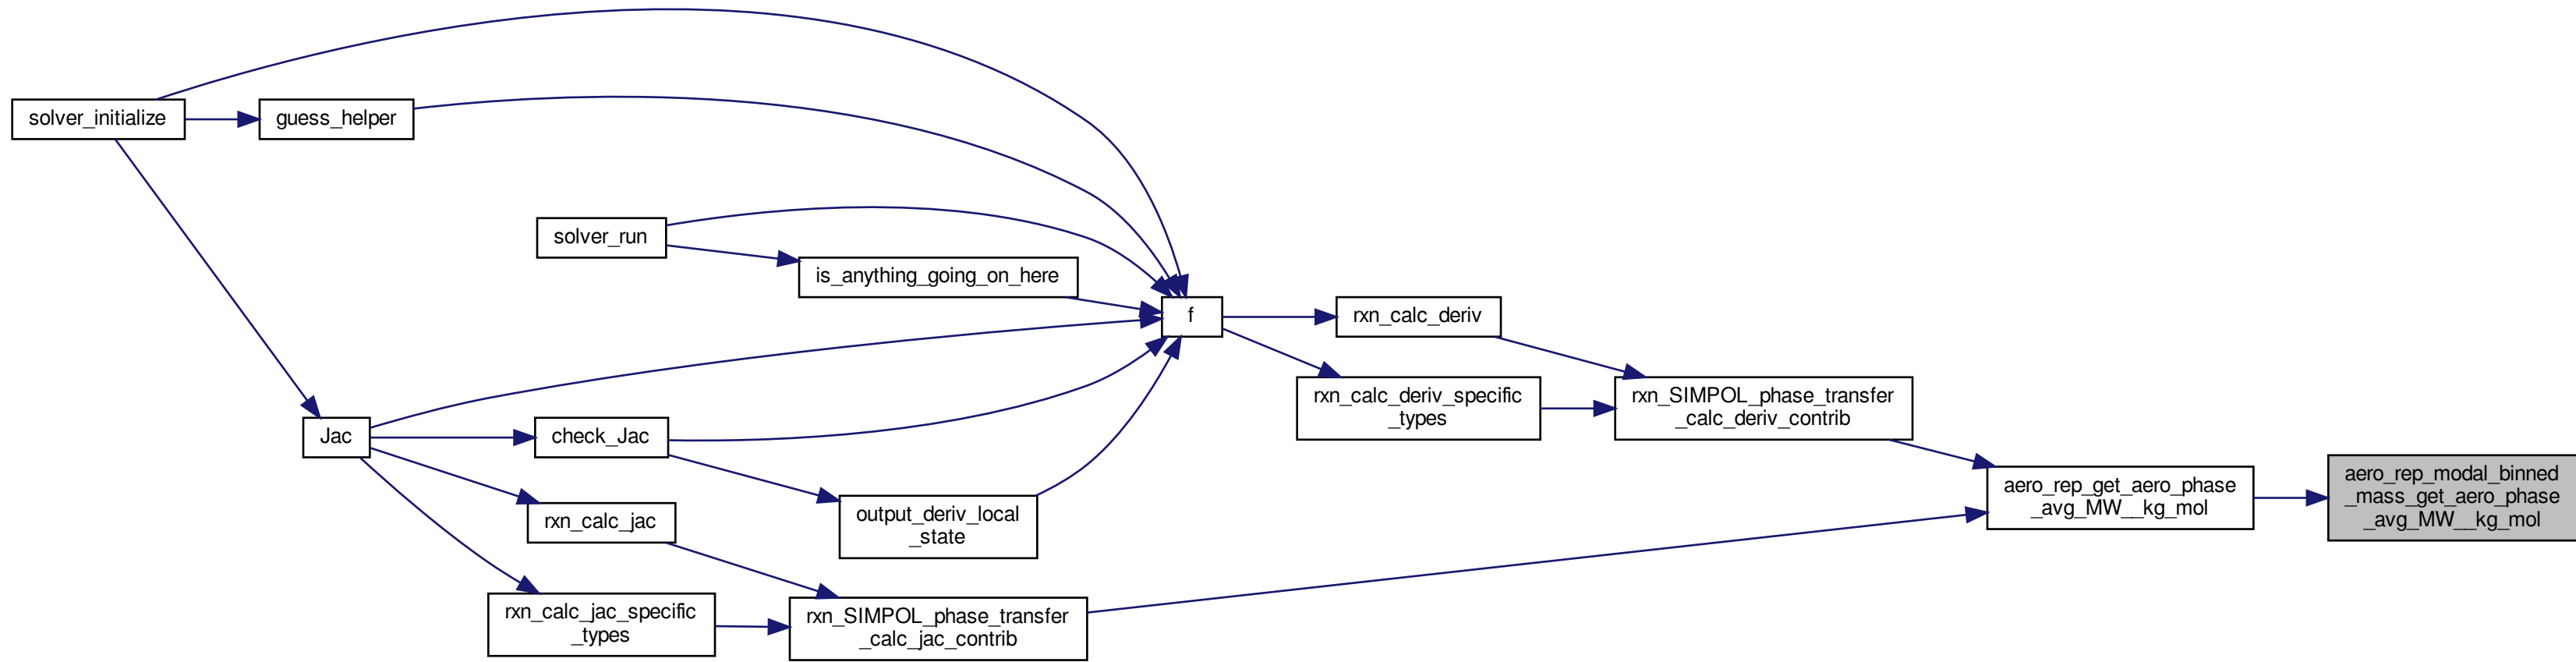 solver_initialize
guess_helper
solver_run
is_anything_going_on_here
f
rxn_calc_deriv
rxn_calc_deriv_specific
_types
rxn_SIMPOL_phase_transfer
_calc_deriv_contrib
Jac
check_Jac
aero_rep_get_aero_phase
_avg_MW__kg_mol
aero_rep_modal_binned
_mass_get_aero_phase
_avg_MW__kg_mol
rxn_calc_jac
output_deriv_local
_state
rxn_calc_jac_specific
_types
rxn_SIMPOL_phase_transfer
_calc_jac_contrib